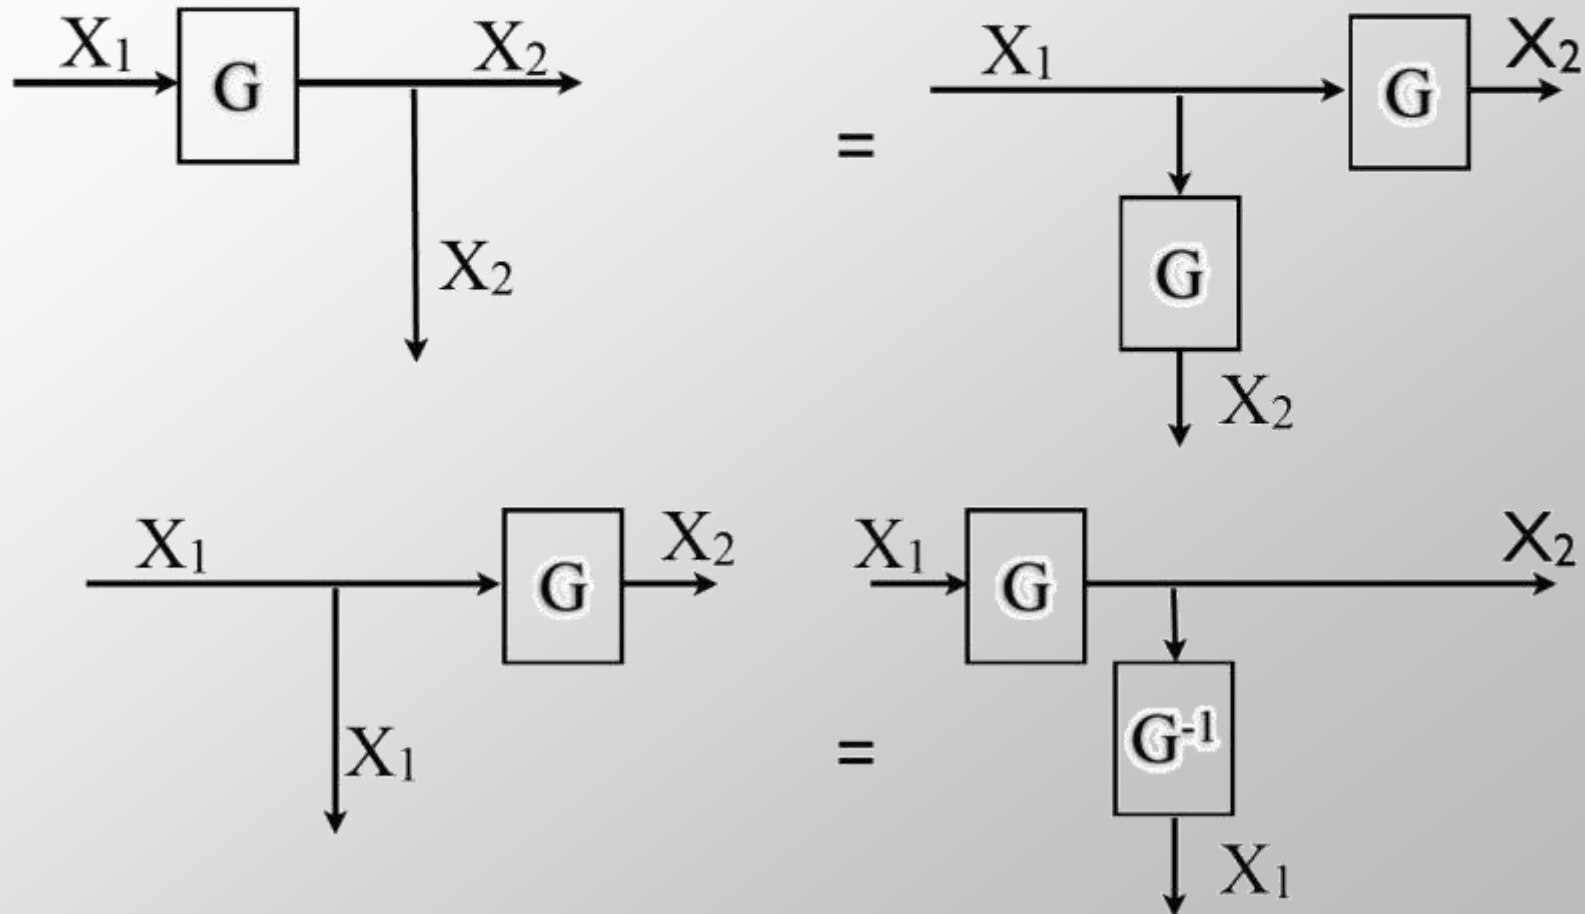 X₁ G X₂ X₁ G X₂
=
X₂ G
X₂
X₁ G X₂ X₁ G X₂
X₁ = G⁻¹
X₁